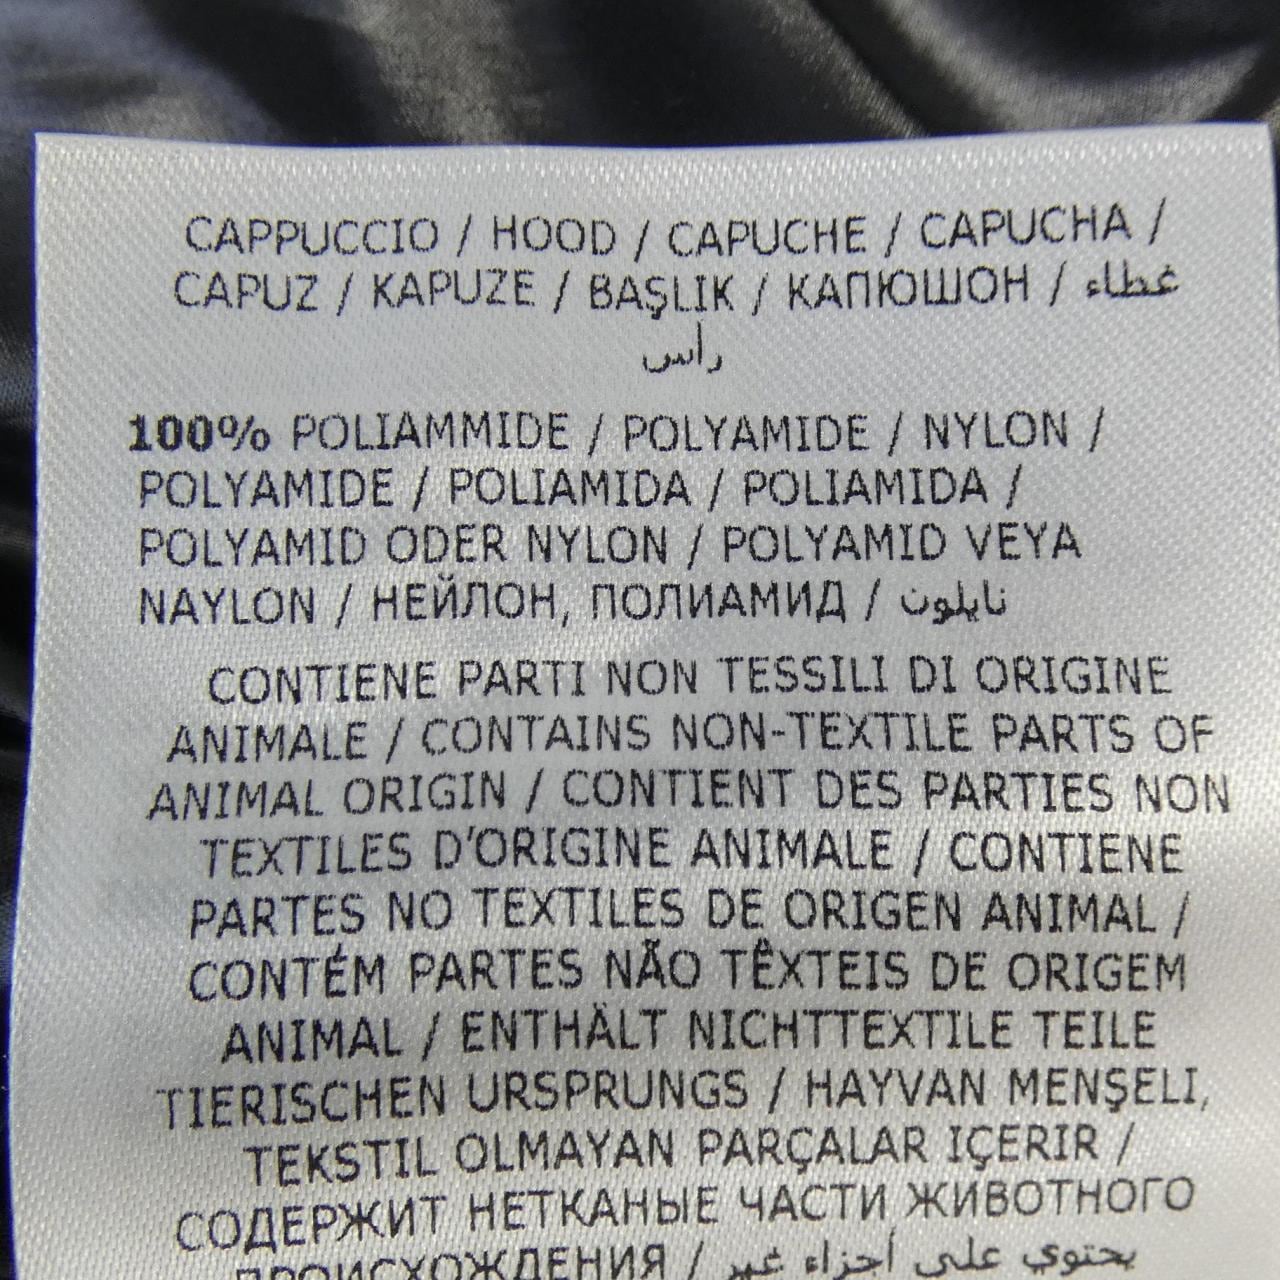 CAPPUCCIO / HOOD / CAPUCHE / CAPUCHA /
CAPUZ / KAPUZE / BAŞLIK / КАПЮШОН / غطاء
رأس
100% POLIAMMIDE / POLYAMIDE / NYLON /
POLYAMIDE / POLIAMIDA / POLIAMIDA /
POLYAMID ODER NYLON / POLYAMID VEYA
NAYLON / НЕЙЛОН, ПОЛИАМИД / نايلون
CONTIENE PARTI NON TESSILI DI ORIGINE
ANIMALE / CONTAINS NON-TEXTILE PARTS OF
ANIMAL ORIGIN / CONTIENT DES PARTIES NON
TEXTILES D'ORIGINE ANIMALE / CONTIENE
PARTES NO TEXTILES DE ORIGEN ANIMAL /
CONTÉM PARTES NÃO TÊXTEIS DE ORIGEM
ANIMAL / ENTHÄLT NICHTTEXTILE TEILE
TIERISCHEN URSPRUNGS / HAYVAN MENŞELI,
TEKSTIL OLMAYAN PARÇALAR IÇERIR /
СОДЕРЖИТ НЕТКАНЫЕ ЧАСТИ ЖИВОТНОГО
ПРОИСХОЖДЕНИЯ / يحتوي على أجزاء غير